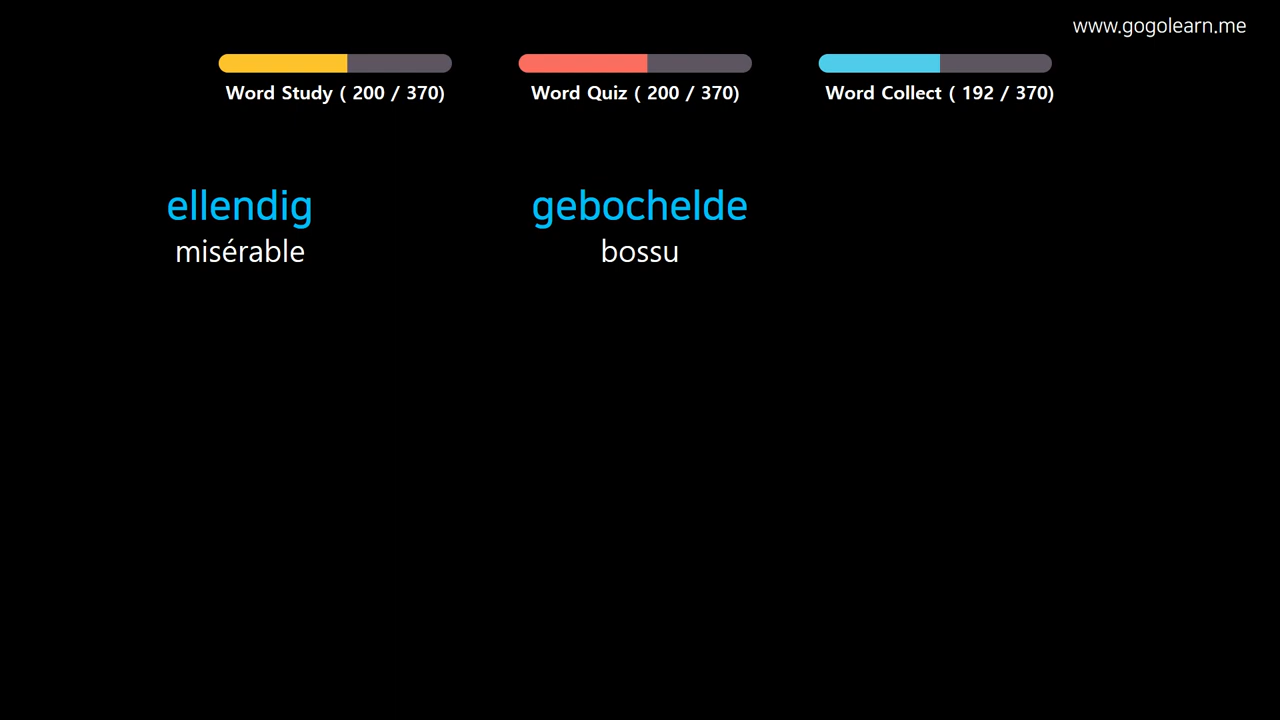 www.gogolearn.me
Word Study ( 200 / 370)
Word Quiz ( 200 / 370)
Word Collect ( 192 / 370)
ellendig
misérable
gebochelde
bossu